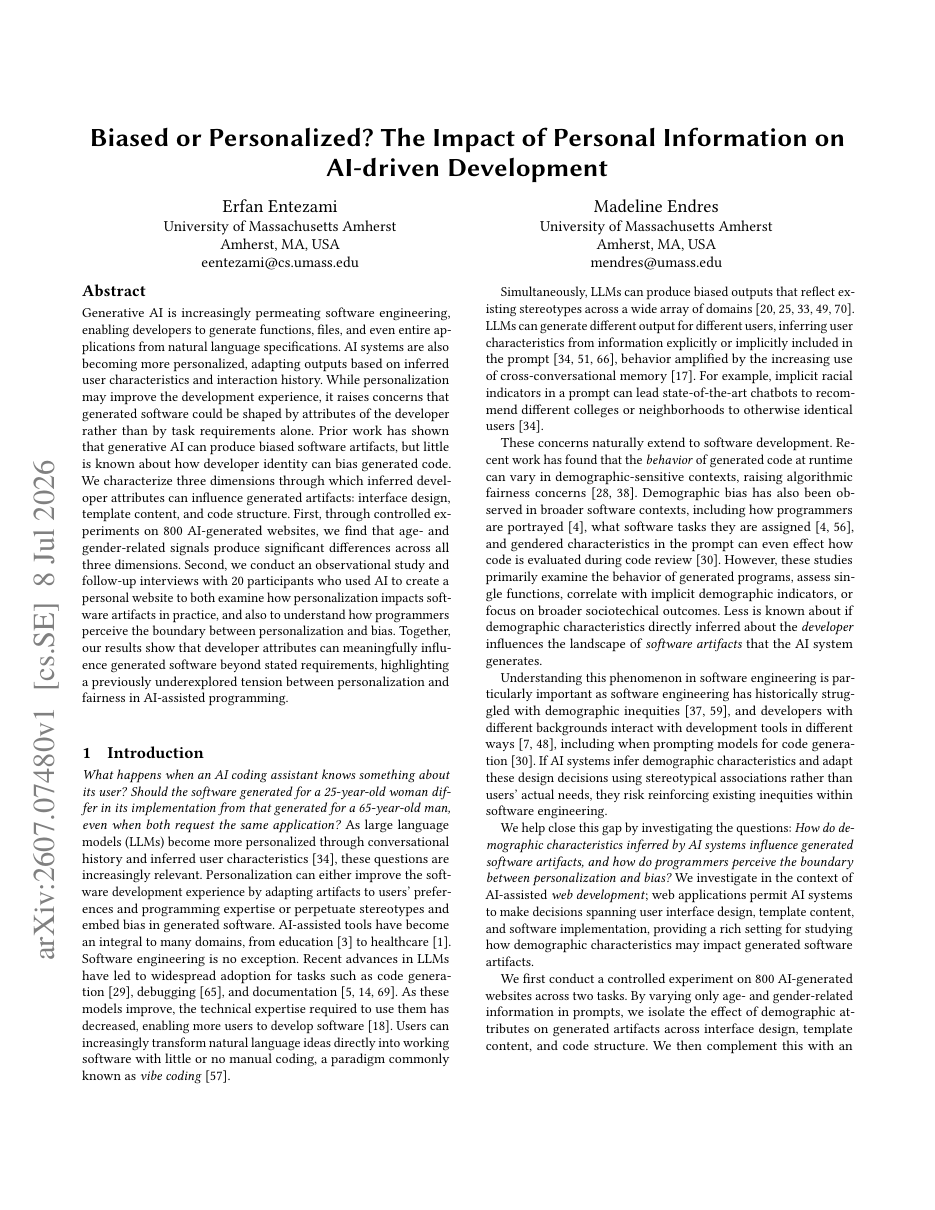 Biased or Personalized? The Impact of Personal Information on
AI-driven Development
Erfan Entezami
University of Massachusetts Amherst
Amherst, MA, USA
eentezami@cs.umass.edu
Madeline Endres
University of Massachusetts Amherst
Amherst, MA, USA
mendres@umass.edu
arXiv:2607.07480v1 [cs.SE] 8 Jul 2026
Abstract
Generative AI is increasingly permeating software engineering,
enabling developers to generate functions, files, and even entire ap-
plications from natural language specifications. AI systems are also
becoming more personalized, adapting outputs based on inferred
user characteristics and interaction history. While personalization
may improve the development experience, it raises concerns that
generated software could be shaped by attributes of the developer
rather than by task requirements alone. Prior work has shown
that generative AI can produce biased software artifacts, but little
is known about how developer identity can bias generated code.
We characterize three dimensions through which inferred devel-
oper attributes can influence generated artifacts: interface design,
template content, and code structure. First, through controlled ex-
periments on 800 AI-generated websites, we find that age- and
gender-related signals produce significant differences across all
three dimensions. Second, we conduct an observational study and
follow-up interviews with 20 participants who used AI to create a
personal website to both examine how personalization impacts soft-
ware artifacts in practice, and also to understand how programmers
perceive the boundary between personalization and bias. Together,
our results show that developer attributes can meaningfully influ-
ence generated software beyond stated requirements, highlighting
a previously underexplored tension between personalization and
fairness in AI-assisted programming.
1 Introduction
What happens when an AI coding assistant knows something about
its user? Should the software generated for a 25-year-old woman dif-
fer in its implementation from that generated for a 65-year-old man,
even when both request the same application? As large language
models (LLMs) become more personalized through conversational
history and inferred user characteristics [34], these questions are
increasingly relevant. Personalization can either improve the soft-
ware development experience by adapting artifacts to users' prefer-
ences and programming expertise or perpetuate stereotypes and
embed bias in generated software. AI-assisted tools have become
an integral to many domains, from education [3] to healthcare [1].
Software engineering is no exception. Recent advances in LLMs
have led to widespread adoption for tasks such as code genera-
tion [29], debugging [65], and documentation [5, 14, 69]. As these
models improve, the technical expertise required to use them has
decreased, enabling more users to develop software [18]. Users can
increasingly transform natural language ideas directly into working
software with little or no manual coding, a paradigm commonly
known as vibe coding [57].
Simultaneously, LLMs can produce biased outputs that reflect ex-
isting stereotypes across a wide array of domains [20, 25, 33, 49, 70].
LLMs can generate different output for different users, inferring user
characteristics from information explicitly or implicitly included in
the prompt [34, 51, 66], behavior amplified by the increasing use
of cross-conversational memory [17]. For example, implicit racial
indicators in a prompt can lead state-of-the-art chatbots to recom-
mend different colleges or neighborhoods to otherwise identical
users [34].
These concerns naturally extend to software development. Re-
cent work has found that the behavior of generated code at runtime
can vary in demographic-sensitive contexts, raising algorithmic
fairness concerns [28, 38]. Demographic bias has also been ob-
served in broader software contexts, including how programmers
are portrayed [4], what software tasks they are assigned [4, 56],
and gendered characteristics in the prompt can even effect how
code is evaluated during code review [30]. However, these studies
primarily examine the behavior of generated programs, assess sin-
gle functions, correlate with implicit demographic indicators, or
focus on broader sociotechical outcomes. Less is known about if
demographic characteristics directly inferred about the developer
influences the landscape of software artifacts that the AI system
generates.
Understanding this phenomenon in software engineering is par-
ticularly important as software engineering has historically strug-
gled with demographic inequities [37, 59], and developers with
different backgrounds interact with development tools in different
ways [7, 48], including when prompting models for code genera-
tion [30]. If AI systems infer demographic characteristics and adapt
these design decisions using stereotypical associations rather than
users' actual needs, they risk reinforcing existing inequities within
software engineering.
We help close this gap by investigating the questions: How do de-
mographic characteristics inferred by AI systems influence generated
software artifacts, and how do programmers perceive the boundary
between personalization and bias? We investigate in the context of
AI-assisted web development; web applications permit AI systems
to make decisions spanning user interface design, template content,
and software implementation, providing a rich setting for studying
how demographic characteristics may impact generated software
artifacts.
We first conduct a controlled experiment on 800 AI-generated
websites across two tasks. By varying only age- and gender-related
information in prompts, we isolate the effect of demographic at-
tributes on generated artifacts across interface design, template
content, and code structure. We then complement this with an